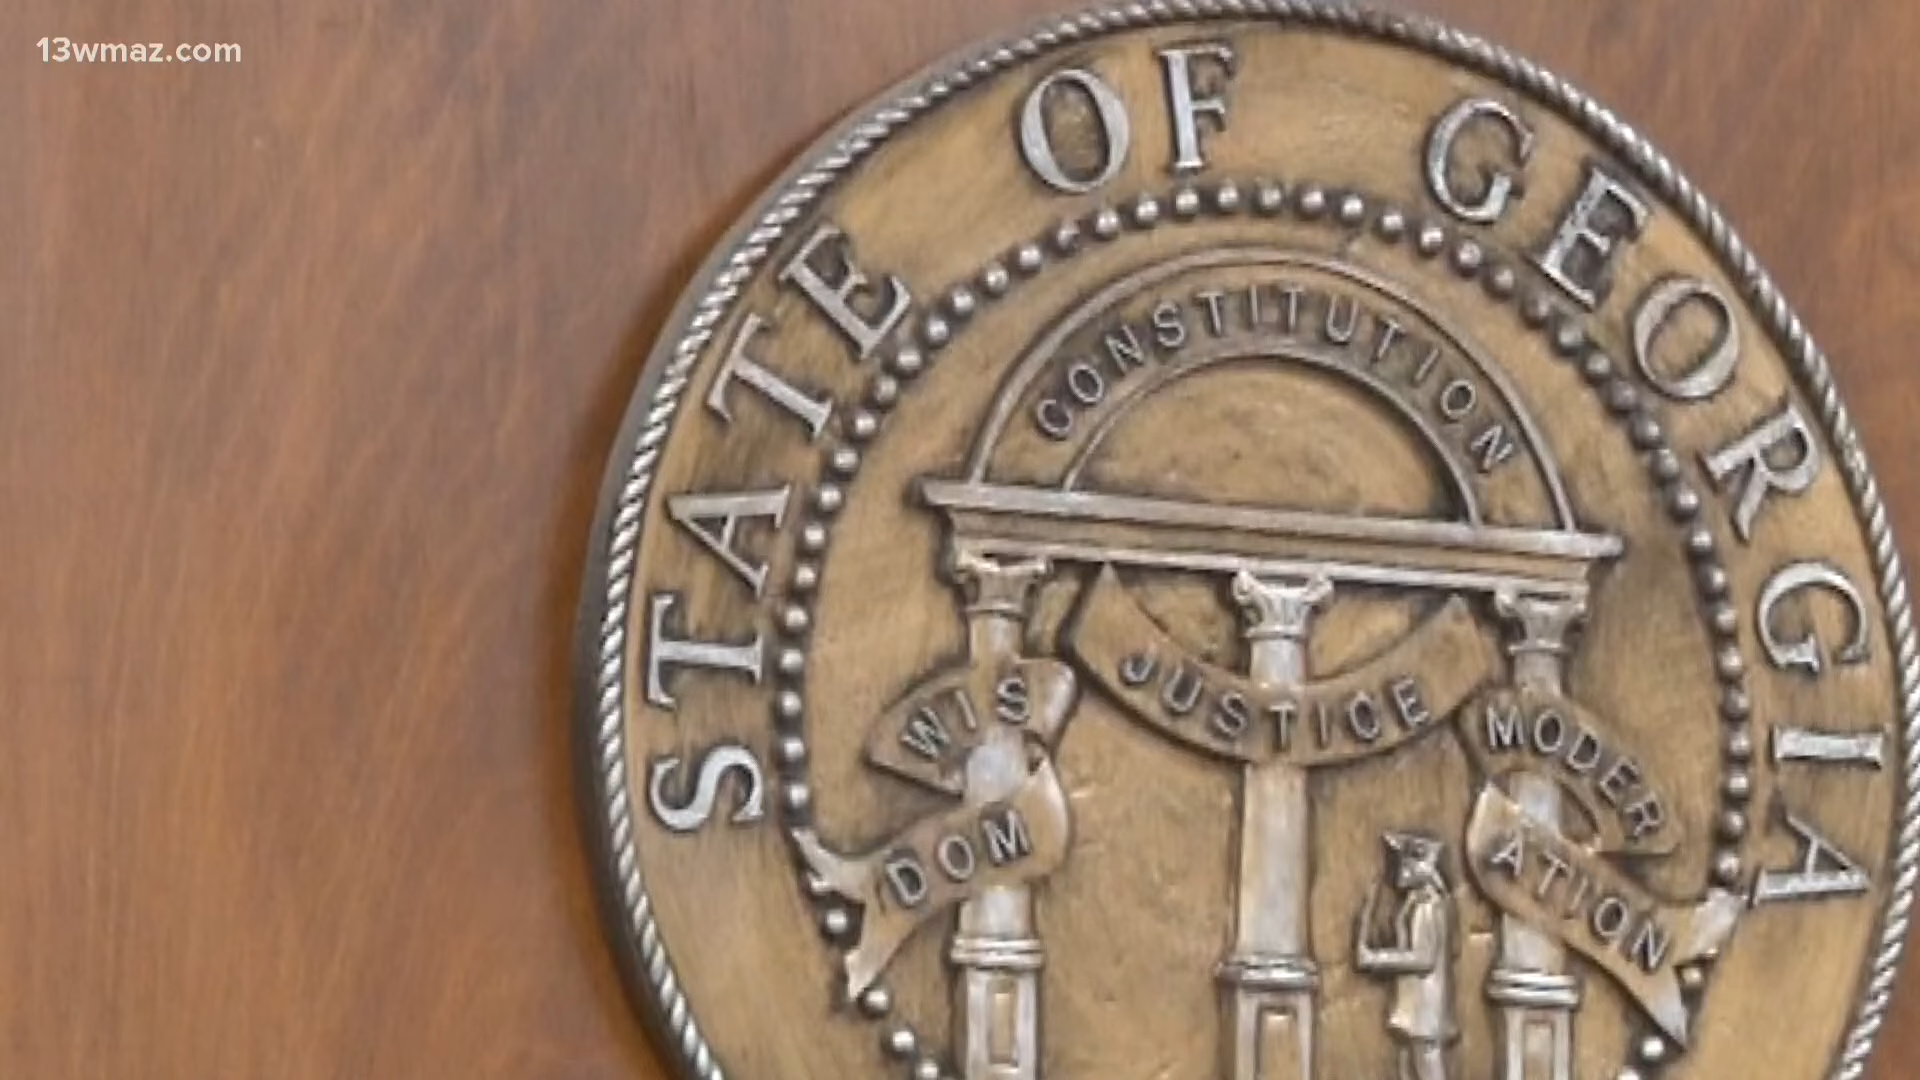 13wmaz.com
STATE OF GEORGIA
CONSTITUTION
WIS
DOM
JUSTICE
MODER
ATION